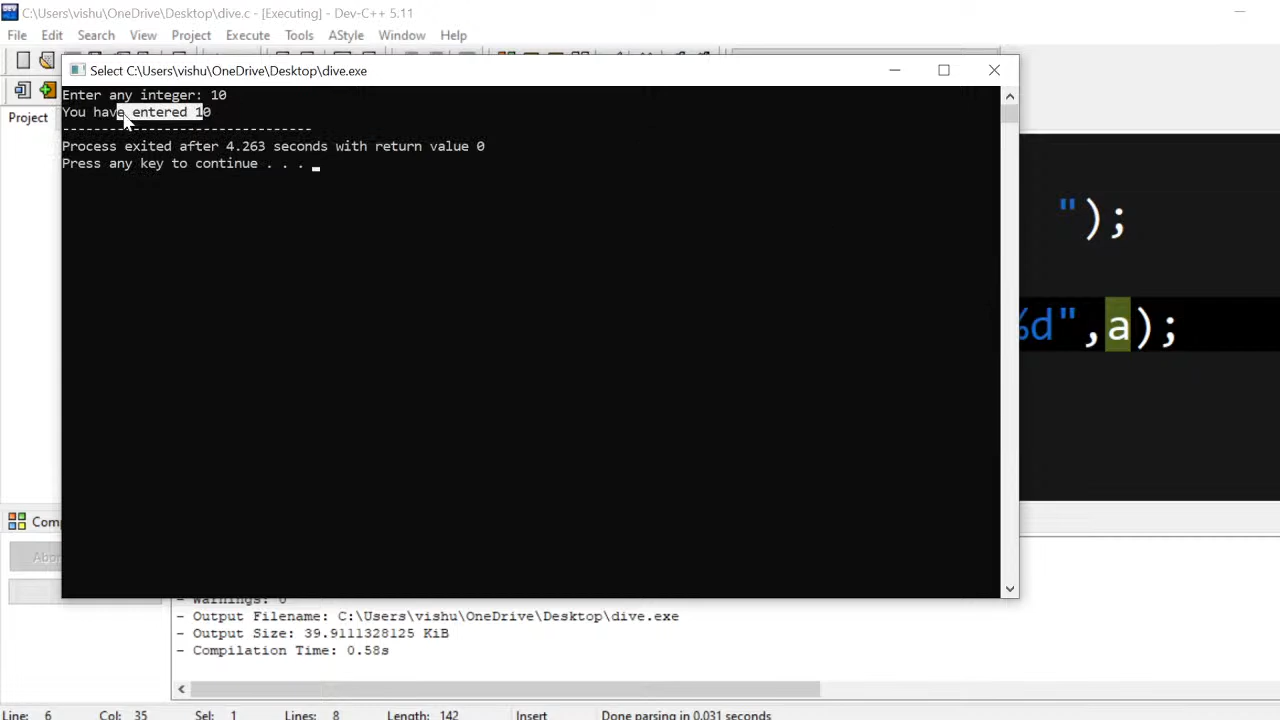 C:\Users\vishu\OneDrive\Desktop\dive.c - [Executing] - Dev-C++ 5.11
File Edit Search View Project Execute Tools AStyle Window Help
Select C:\Users\vishu\OneDrive\Desktop\dive.exe
Enter any integer: 10
You have entered 10
--------------------------------
Process exited after 4.263 seconds with return value 0
Press any key to continue . . .
Project
");
%d",a);
- Warnings: 0
- Output Filename: C:\Users\vishu\OneDrive\Desktop\dive.exe
- Output Size: 39.9111328125 KiB
- Compilation Time: 0.58s
Line: 6 Col: 35 Sel: 1 Lines: 8 Length: 142 Insert Done parsing in 0.031 seconds